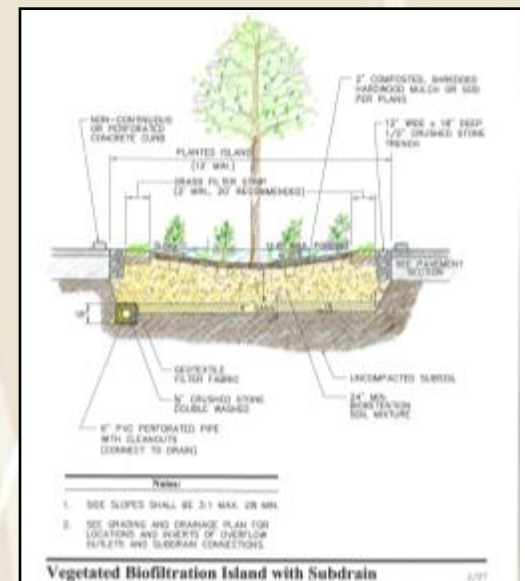 2" COMPOSTED, SHREDDED
HARDWOOD MULCH OR SOD
PER PLANS
NON-CONTINUOUS
OR PERFORATED
CONCRETE CURB
12" WIDE x 18" DEEP
1/2" CRUSHED STONE
TRENCH
PLANTED ISLAND
(12' MIN.)
GRASS FILTER STRIP
(2' MIN., 20' RECOMMENDED)
SEE PAVEMENT
SECTION
GEOTEXTILE
FILTER FABRIC
CRUSHED STONE
DOUBLE WASHED
6" PVC PERFORATED PIPE
WITH CLEANOUTS
(CONNECT TO DRAIN)
UNCOMPACTED SUBSOIL
24" MIN.
BIORETENTION
SOIL MIXTURE
Notes:
1. SIDE SLOPES SHALL BE 3:1 MAX. MIN.
2. SEE GRADING AND DRAINAGE PLAN FOR
LOCATIONS AND INVERTS OF OVERFLOW
OUTLETS AND SUBDRAIN CONNECTIONS.
Vegetated Biofiltration Island with Subdrain